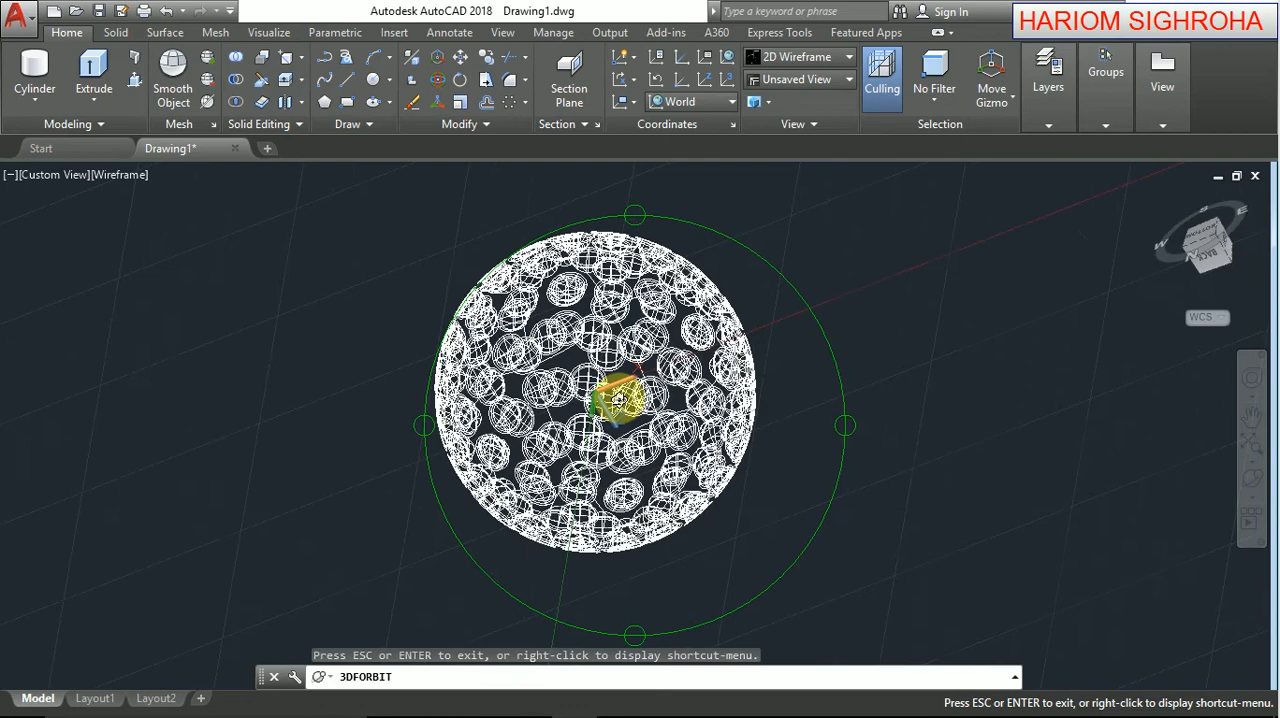 Autodesk AutoCAD 2018 Drawing1.dwg
Type a keyword or phrase
Sign In
HARIOM SIGHROHA
Home Solid Surface Mesh Visualize Parametric Insert Annotate View Manage Output Add-ins A360 Express Tools Featured Apps
2D Wireframe
Unsaved View
World
Cylinder
Extrude
Smooth
Object
Section
Plane
Culling
No Filter
Move
Gizmo
Layers
Groups
View
Modeling Mesh Solid Editing Draw Modify Section Coordinates View Selection
Start
Drawing1*
[−][Custom View][Wireframe]
S
E
W
N
BOTTOM
BACK
WCS
Press ESC or ENTER to exit, or right-click to display shortcut-menu.
3DFORBIT
Model Layout1 Layout2
Press ESC or ENTER to exit, or right-click to display shortcut-menu.